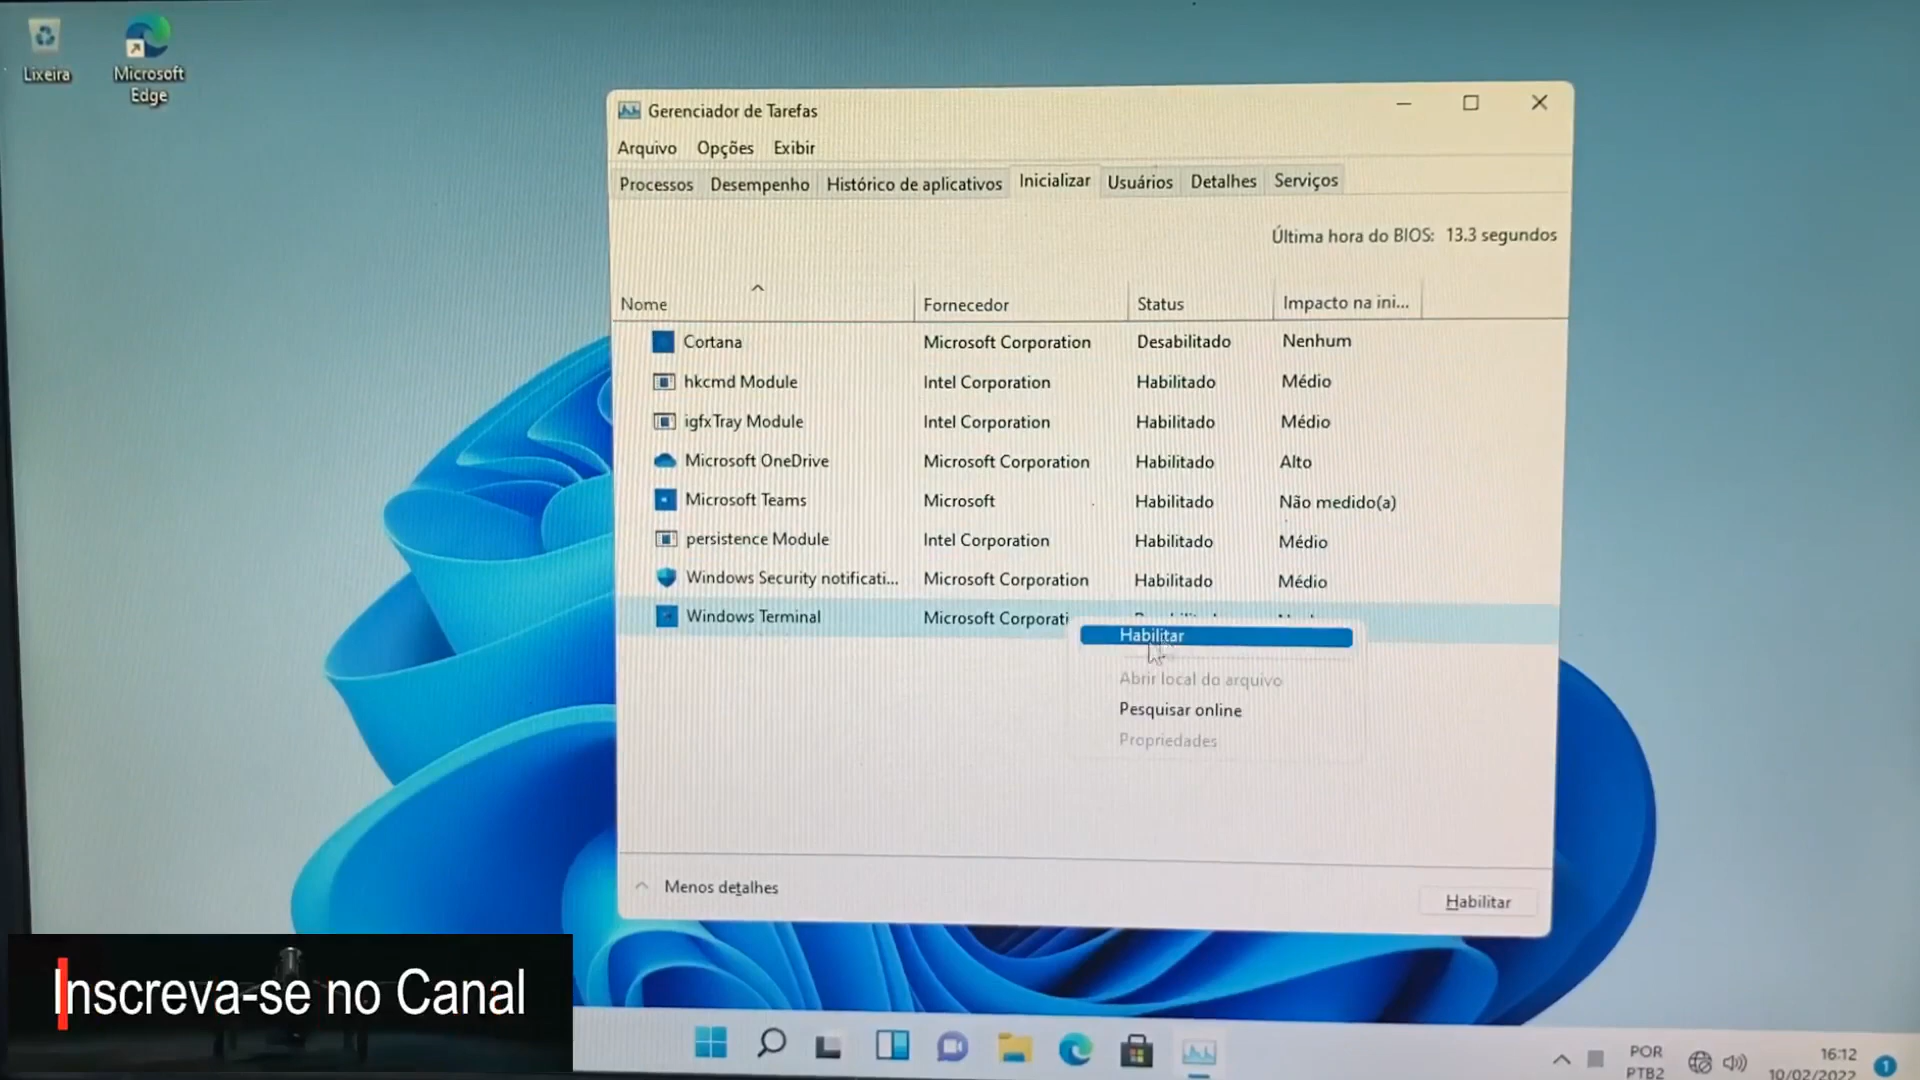 Lixeira
Microsoft
Edge
Gerenciador de Tarefas
Arquivo Opções Exibir
Processos Desempenho Histórico de aplicativos Inicializar Usuários Detalhes Serviços
Última hora do BIOS: 13.3 segundos
Nome Fornecedor Status Impacto na ini...
Cortana Microsoft Corporation Desabilitado Nenhum
hkcmd Module Intel Corporation Habilitado Médio
igfxTray Module Intel Corporation Habilitado Médio
Microsoft OneDrive Microsoft Corporation Habilitado Alto
Microsoft Teams Microsoft Habilitado Não medido(a)
persistence Module Intel Corporation Habilitado Médio
Windows Security notificati... Microsoft Corporation Habilitado Médio
Windows Terminal Microsoft Corporati
Habilitar
Abrir local do arquivo
Pesquisar online
Propriedades
Menos detalhes
Habilitar
Inscreva-se no Canal
POR
PTB2
16:12
10/02/2022
1